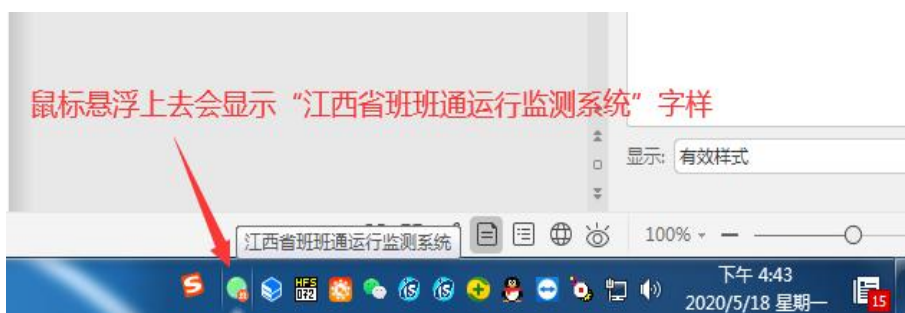 鼠标悬浮上去会显示“江西省班班通运行监测系统”字样
显示: 有效样式
江西省班班通运行监测系统
100%
HFS
072
下午 4:43
2020/5/18 星期一
15